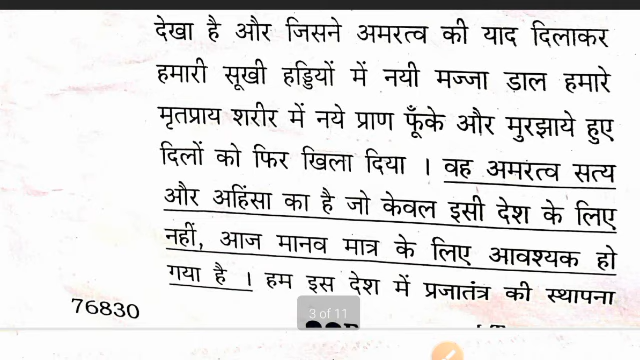 देखा है और जिसने अमरत्व की याद दिलाकर
हमारी सूखी हड्डियों में नयी मज्जा डाल हमारे
मृतप्राय शरीर में नये प्राण फूँके और मुरझाये हुए
दिलों को फिर खिला दिया । वह अमरत्व सत्य
और अहिंसा का है जो केवल इसी देश के लिए
नहीं, आज मानव मात्र के लिए आवश्यक हो
गया है । हम इस देश में प्रजातंत्र की स्थापना
76830
3 of 11